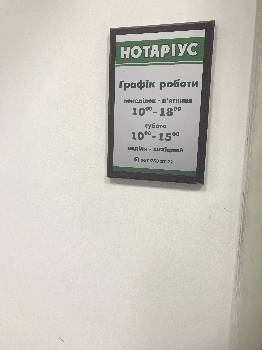 НОТАРІУС
Графік роботи
понеділок - п'ятниця
10⁰⁰-18⁰⁰
субота
10⁰⁰-15⁰⁰
неділя - вихідний